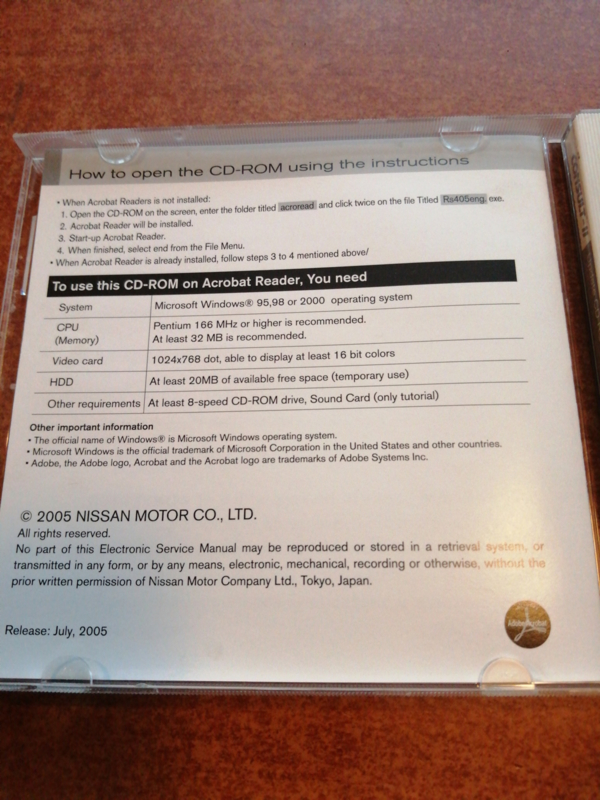 How to open the CD-ROM using the instructions
• When Acrobat Readers is not installed:
1. Open the CD-ROM on the screen, enter the folder titled acroread and click twice on the file Titled Rs405eng. exe.
2. Acrobat Reader will be installed.
3. Start-up Acrobat Reader.
4. When finished, select end from the File Menu.
• When Acrobat Reader is already installed, follow steps 3 to 4 mentioned above/
To use this CD-ROM on Acrobat Reader, You need
System Microsoft Windows® 95,98 or 2000 operating system
CPU Pentium 166 MHz or higher is recommended.
(Memory) At least 32 MB is recommended.
Video card 1024x768 dot, able to display at least 16 bit colors
HDD At least 20MB of available free space (temporary use)
Other requirements At least 8-speed CD-ROM drive, Sound Card (only tutorial)
Other important information
• The official name of Windows® is Microsoft Windows operating system.
• Microsoft Windows is the official trademark of Microsoft Corporation in the United States and other countries.
• Adobe, the Adobe logo, Acrobat and the Acrobat logo are trademarks of Adobe Systems Inc.
© 2005 NISSAN MOTOR CO., LTD.
All rights reserved.
No part of this Electronic Service Manual may be reproduced or stored in a retrieval system, or
transmitted in any form, or by any means, electronic, mechanical, recording or otherwise, without the
prior written permission of Nissan Motor Company Ltd., Tokyo, Japan.
Release: July, 2005